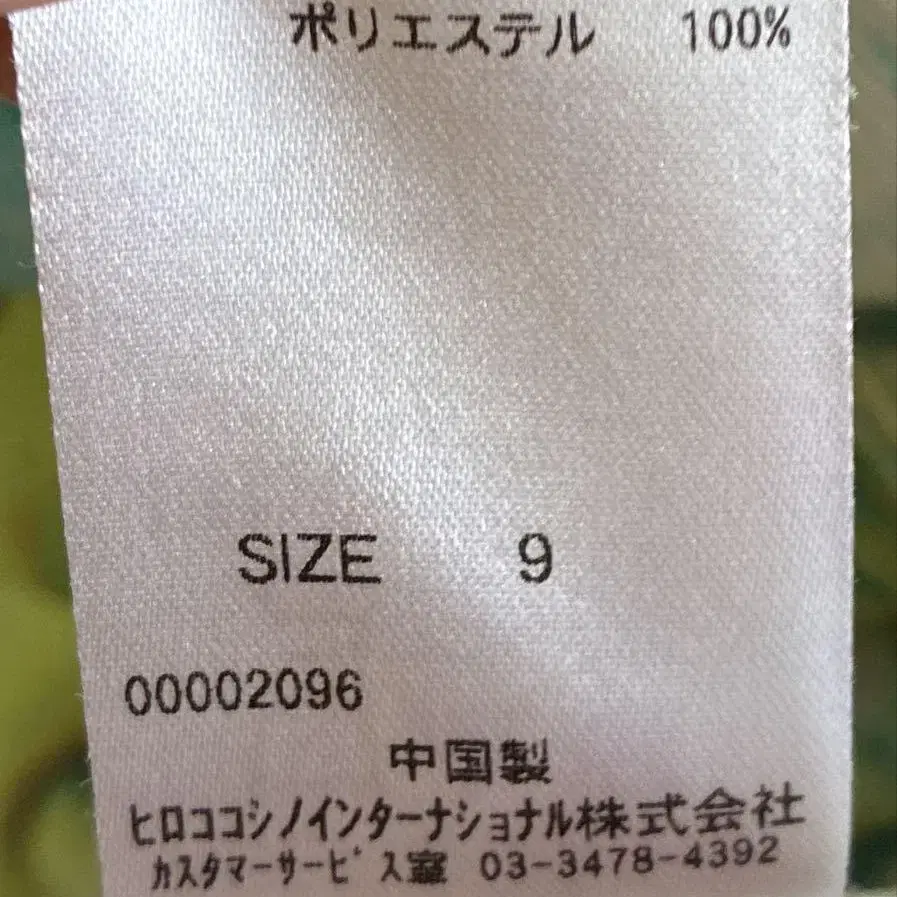 ポリエステル 100%
SIZE 9
00002096
中国製
ヒロココシノインターナショナル株式会社
カスタマーサービス室 03-3478-4392